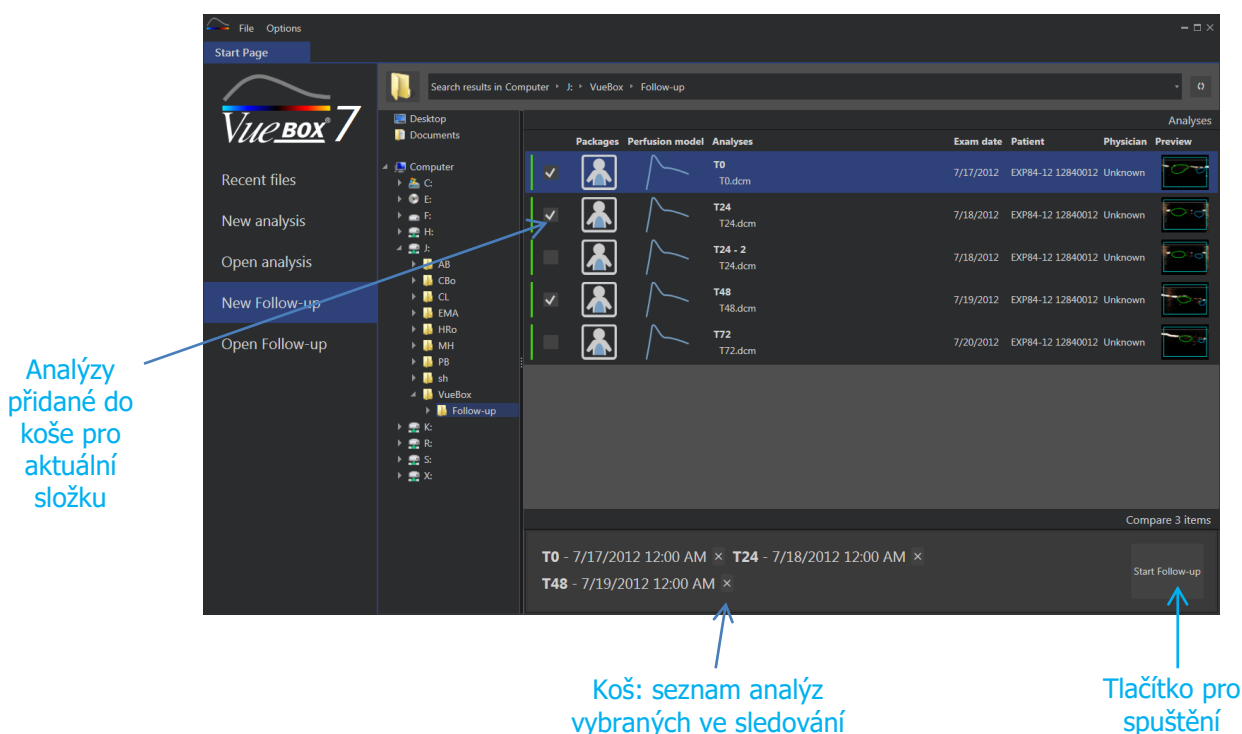 File Options
Start Page
VueBOX® 7
Recent files
New analysis
Open analysis
New Follow-up
Open Follow-up
Search results in Computer J: VueBox Follow-up
Desktop
Documents
Computer
C:
E:
F:
H:
J:
AB
CBo
CL
EMA
HRo
MH
PB
sh
VueBox
Follow-up
K:
R:
S:
X:
Analyses
Packages Perfusion model Analyses Exam date Patient Physician Preview
T0
T0.dcm
7/17/2012 EXP84-12 12840012 Unknown
T24
T24.dcm
7/18/2012 EXP84-12 12840012 Unknown
T24 - 2
T24.dcm
7/18/2012 EXP84-12 12840012 Unknown
T48
T48.dcm
7/19/2012 EXP84-12 12840012 Unknown
T72
T72.dcm
7/20/2012 EXP84-12 12840012 Unknown
Compare 3 items
T0 - 7/17/2012 12:00 AM × T24 - 7/18/2012 12:00 AM ×
T48 - 7/19/2012 12:00 AM ×
Start Follow-up
Analýzy
přidané do
koše pro
aktuální
složku
Koš: seznam analýz
vybraných ve sledování
Tlačítko pro
spuštění